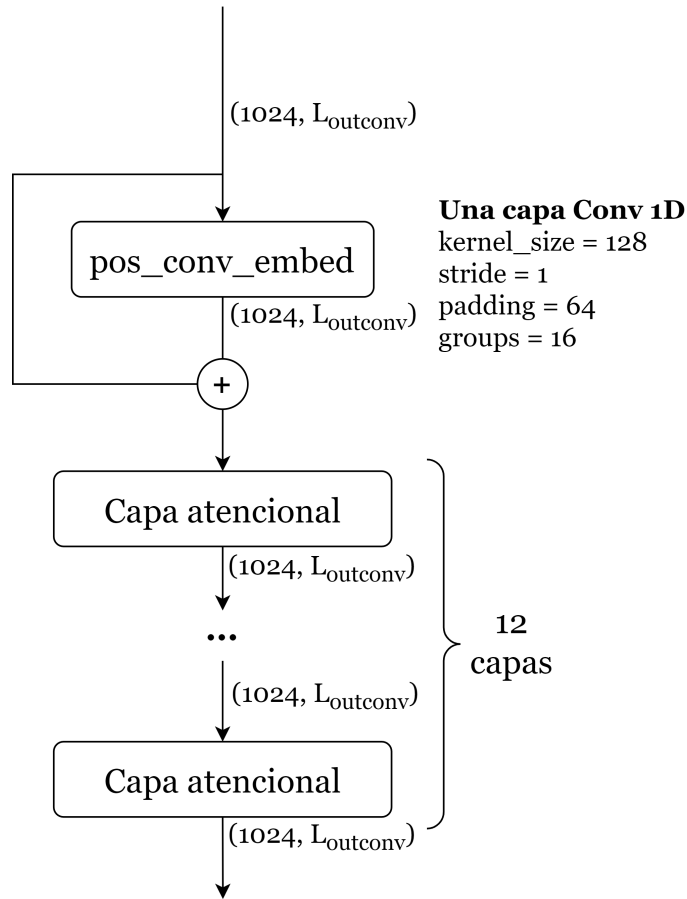 (1024, Loutconv)
Una capa Conv 1D
kernel_size = 128
stride = 1
padding = 64
groups = 16
pos_conv_embed
(1024, Loutconv)
+
Capa atencional
(1024, Loutconv)
...
12
capas
(1024, Loutconv)
Capa atencional
(1024, Loutconv)